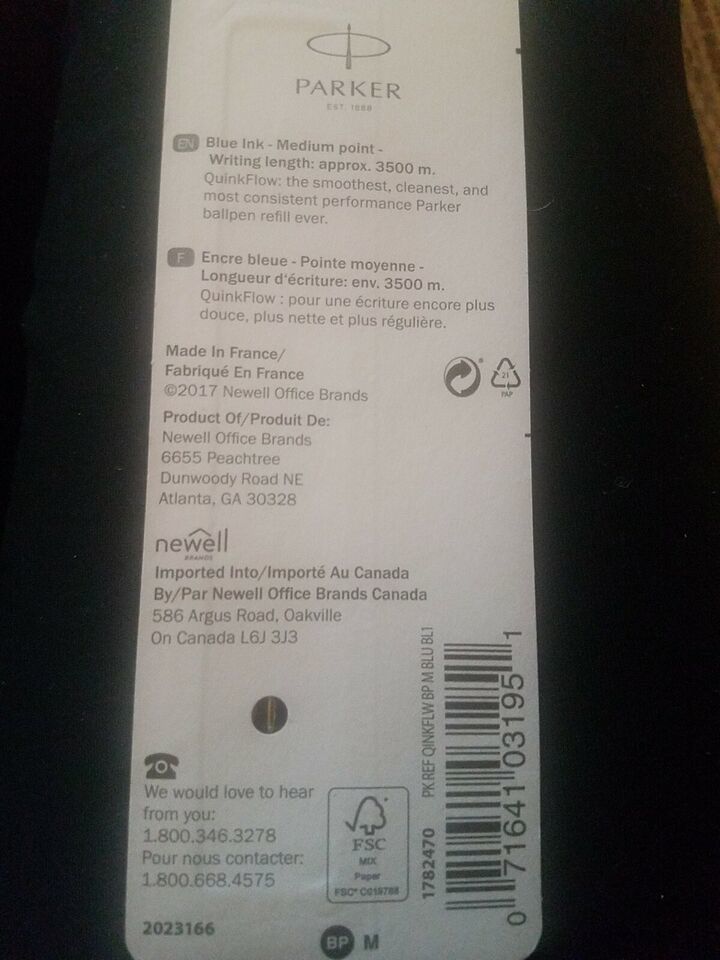 PARKER
EST. 1888
EN
Blue Ink - Medium point -
Writing length: approx. 3500 m.
QuinkFlow: the smoothest, cleanest, and
most consistent performance Parker
ballpen refill ever.
F
Encre bleue - Pointe moyenne -
Longueur d'écriture: env. 3500 m.
QuinkFlow : pour une écriture encore plus
douce, plus nette et plus régulière.
Made In France/
Fabriqué En France
©2017 Newell Office Brands
21
PAP
Product Of/Produit De:
Newell Office Brands
6655 Peachtree
Dunwoody Road NE
Atlanta, GA 30328
newell
BRANDS
Imported Into/Importé Au Canada
By/Par Newell Office Brands Canada
586 Argus Road, Oakville
On Canada L6J 3J3
We would love to hear
from you:
1.800.346.3278
Pour nous contacter:
1.800.668.4575
2023166
FSC
MIX
Paper
FSC® C019788
BP M
1782470 PK REF QINKFLW BP M BLU BL1
0 71641 03195 1